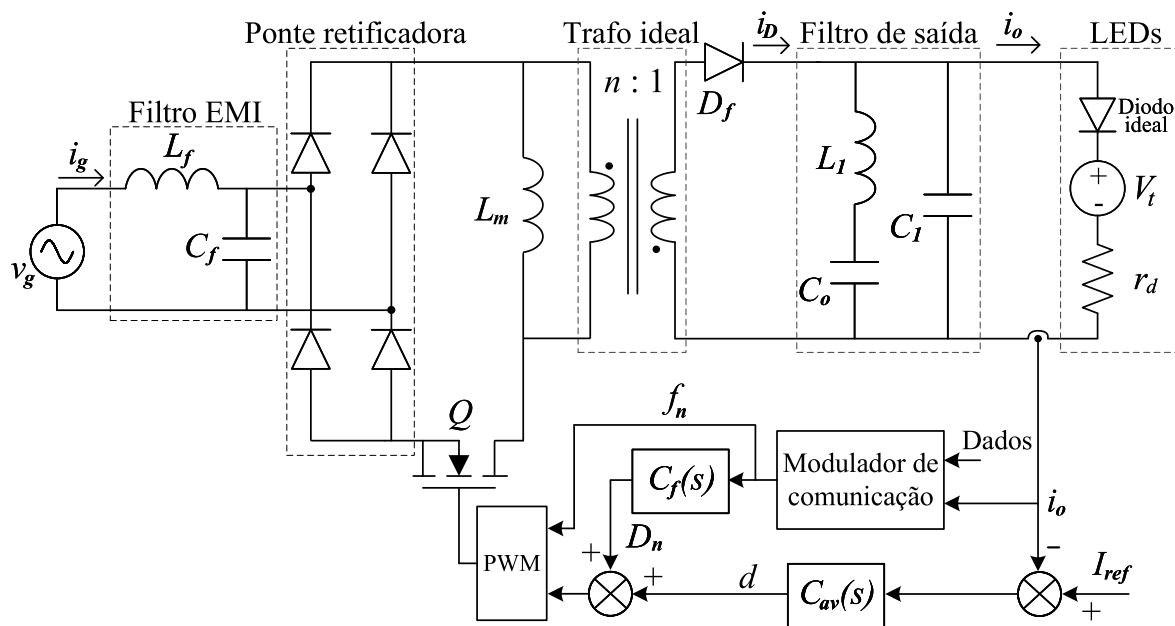 Ponte retificadora
Trafo ideal
i_D
Filtro de saída
i_o
LEDs
n : 1
D_f
Diodo
ideal
Filtro EMI
i_g
L_f
L_1
L_m
+
V_t
-
C_f
C_1
v_g
C_o
r_d
Q
f_n
Dados
C_f(s)
Modulador de
comunicação
i_o
D_n
PWM
+
+
d
C_av(s)
-
I_ref
+